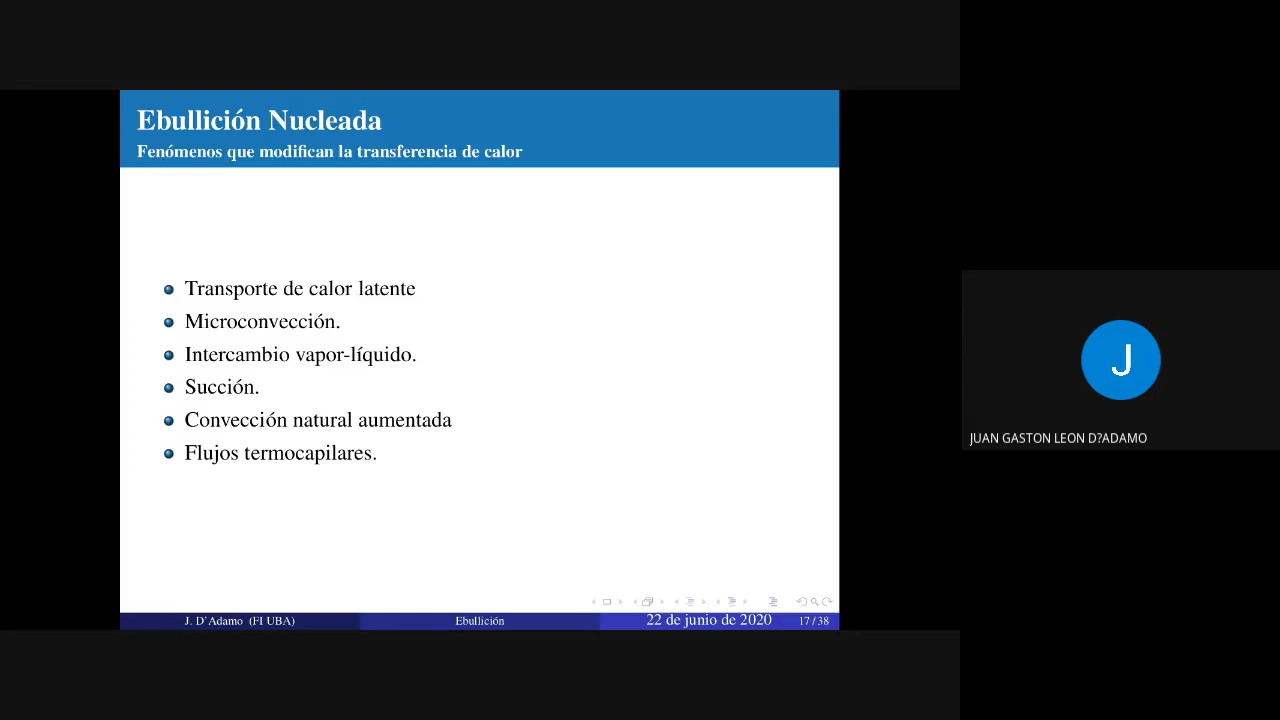 Ebullición Nucleada
Fenómenos que modifican la transferencia de calor
Transporte de calor latente
Microconvección.
Intercambio vapor-líquido.
Succión.
Convección natural aumentada
Flujos termocapilares.
J. D'Adamo (FI UBA)
Ebullición
22 de junio de 2020
17 / 38
J
JUAN GASTON LEON D?ADAMO